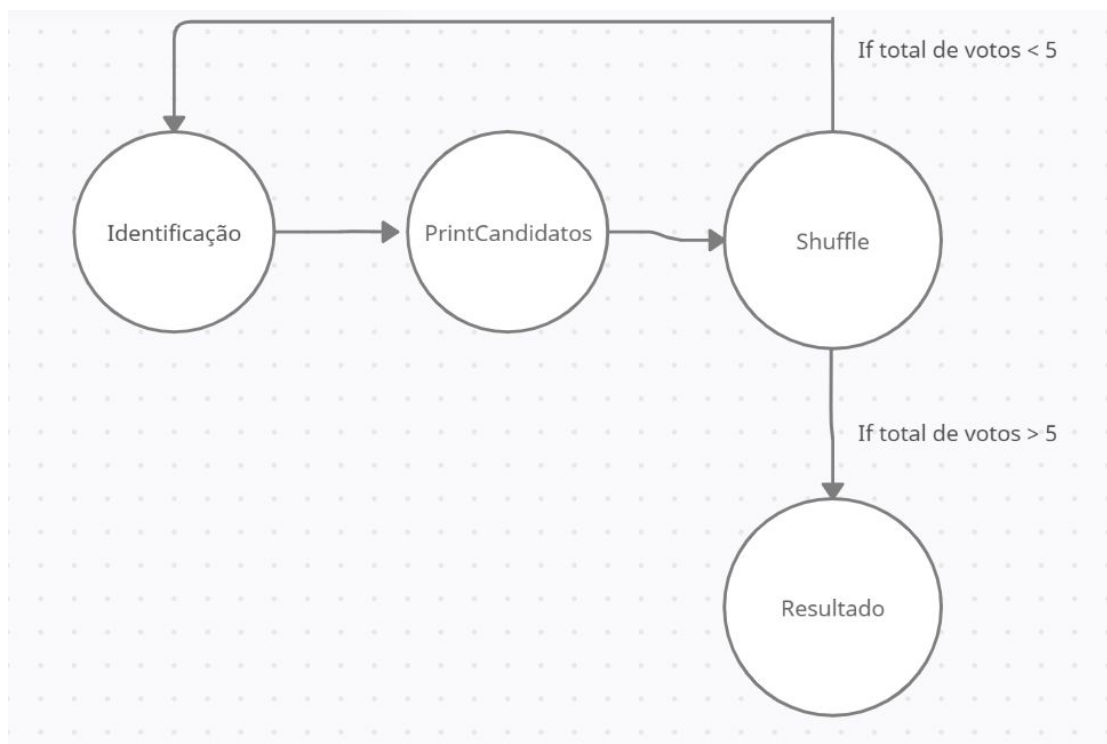 If total de votos < 5
Identificação
PrintCandidatos
Shuffle
If total de votos > 5
Resultado